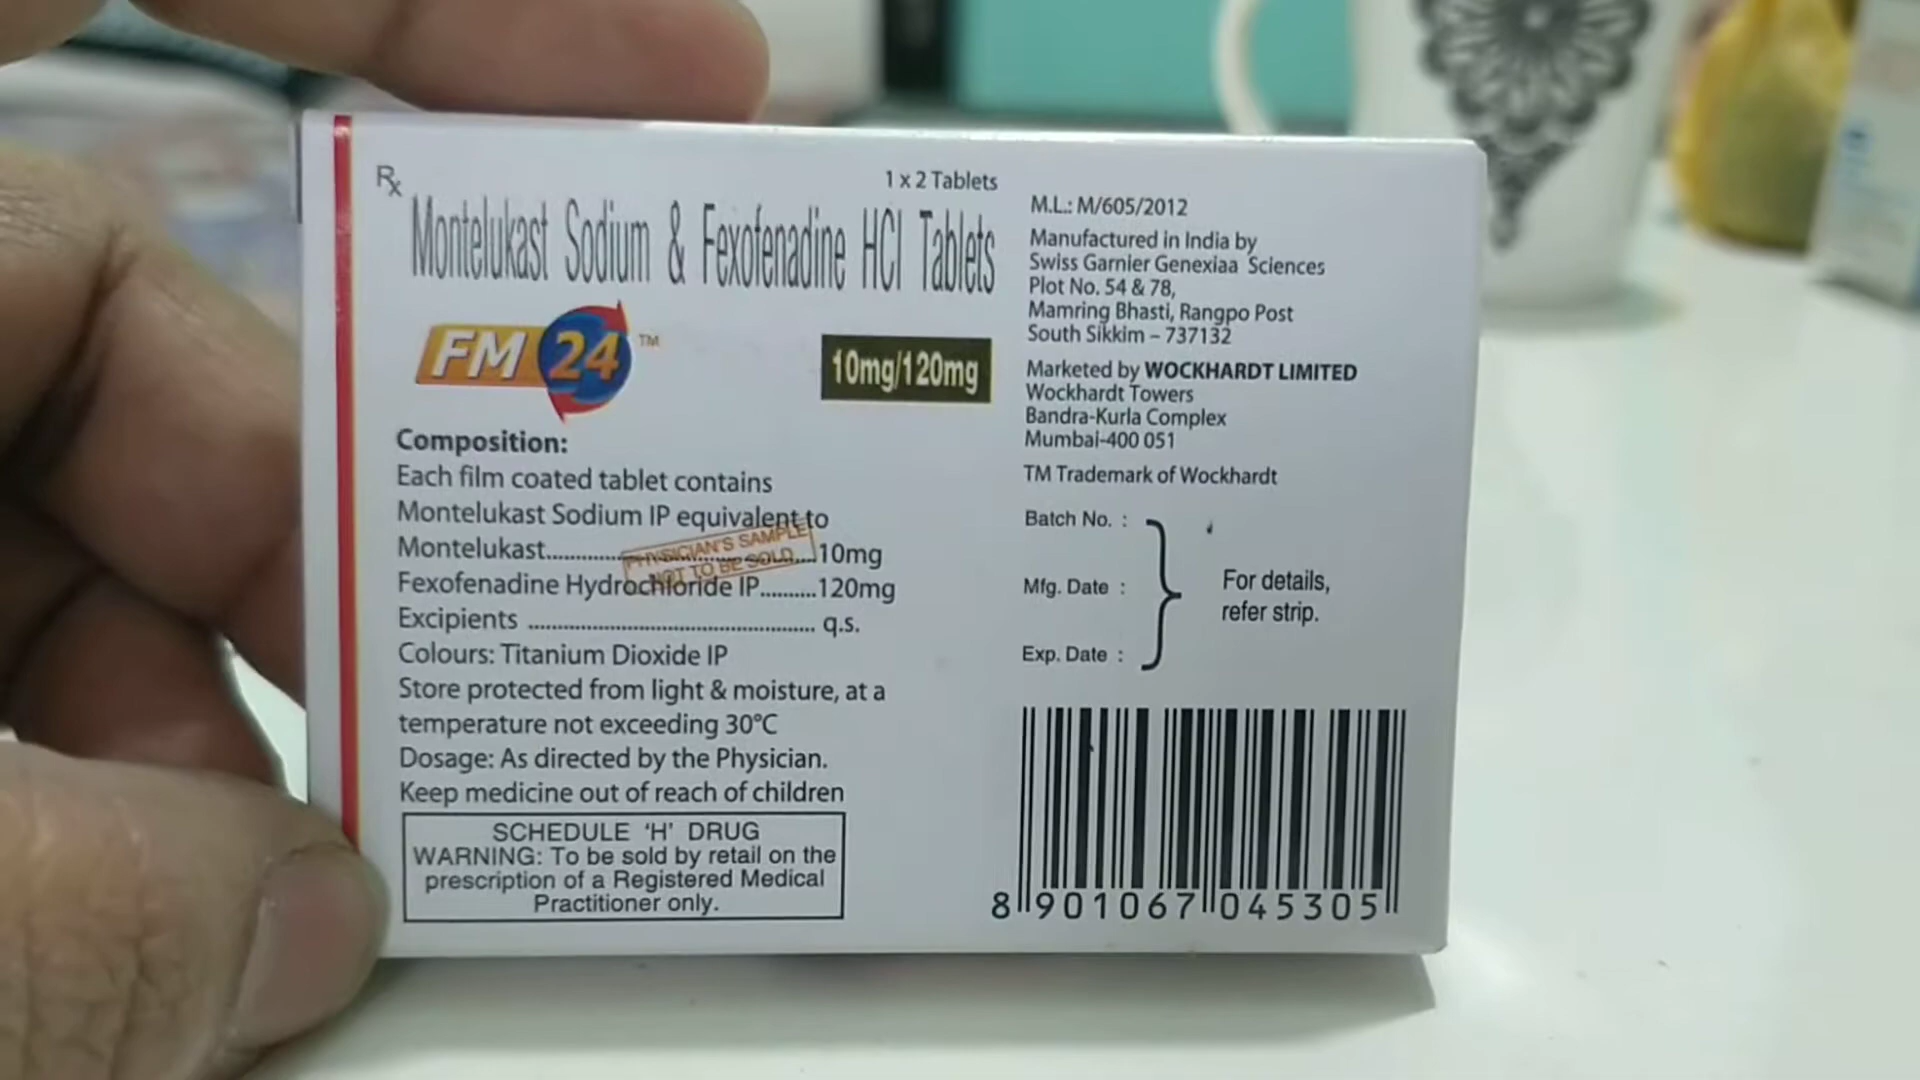 Rx
1 x 2 Tablets
Montelukast Sodium & Fexofenadine HCl Tablets
FM 24 TM
10mg/120mg
Composition:
Each film coated tablet contains
Montelukast Sodium IP equivalent to
Montelukast....................................10mg
Fexofenadine Hydrochloride IP..........120mg
Excipients ................................................ q.s.
Colours: Titanium Dioxide IP
Store protected from light & moisture, at a
temperature not exceeding 30°C
Dosage: As directed by the Physician.
Keep medicine out of reach of children
PHYSICIAN'S SAMPLE
NOT TO BE SOLD
SCHEDULE 'H' DRUG
WARNING: To be sold by retail on the
prescription of a Registered Medical
Practitioner only.
M.L.: M/605/2012
Manufactured in India by
Swiss Garnier Genexiaa Sciences
Plot No. 54 & 78,
Mamring Bhasti, Rangpo Post
South Sikkim – 737132
Marketed by WOCKHARDT LIMITED
Wockhardt Towers
Bandra-Kurla Complex
Mumbai-400 051
TM Trademark of Wockhardt
Batch No. :
Mfg. Date :
Exp. Date :
For details,
refer strip.
8 901067 045305